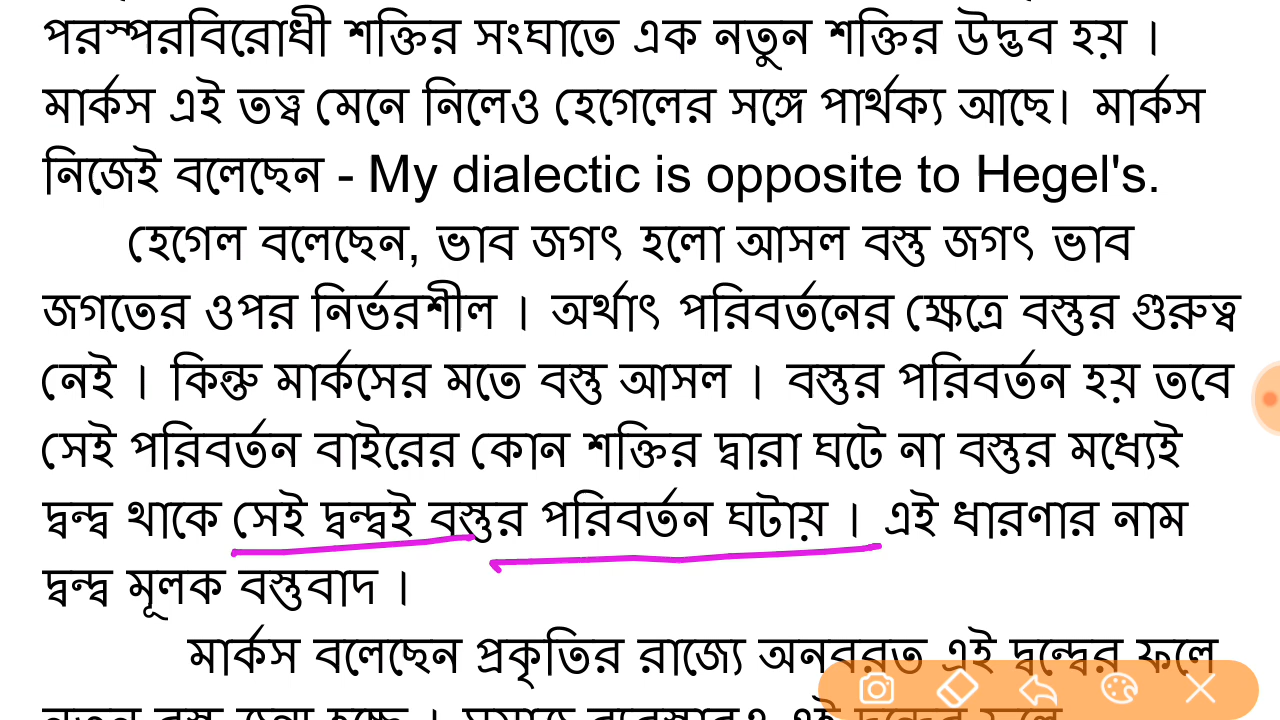 পরস্পরবিরোধী শক্তির সংঘাতে এক নতুন শক্তির উদ্ভব হয় ।
মার্কস এই তত্ত্ব মেনে নিলেও হেগেলের সঙ্গে পার্থক্য আছে। মার্কস
নিজেই বলেছেন - My dialectic is opposite to Hegel's.
হেগেল বলেছেন, ভাব জগৎ হলো আসল বস্তু জগৎ ভাব
জগতের ওপর নির্ভরশীল । অর্থাৎ পরিবর্তনের ক্ষেত্রে বস্তুর গুরুত্ব
নেই । কিন্তু মার্কসের মতে বস্তু আসল । বস্তুর পরিবর্তন হয় তবে
সেই পরিবর্তন বাইরের কোন শক্তির দ্বারা ঘটে না বস্তুর মধ্যেই
দ্বন্দ্ব থাকে সেই দ্বন্দ্বই বস্তুর পরিবর্তন ঘটায় । এই ধারণার নাম
দ্বন্দ্ব মূলক বস্তুবাদ ।
মার্কস বলেছেন প্রকৃতির রাজ্যে অনবরত এই দ্বন্দ্বের ফলে